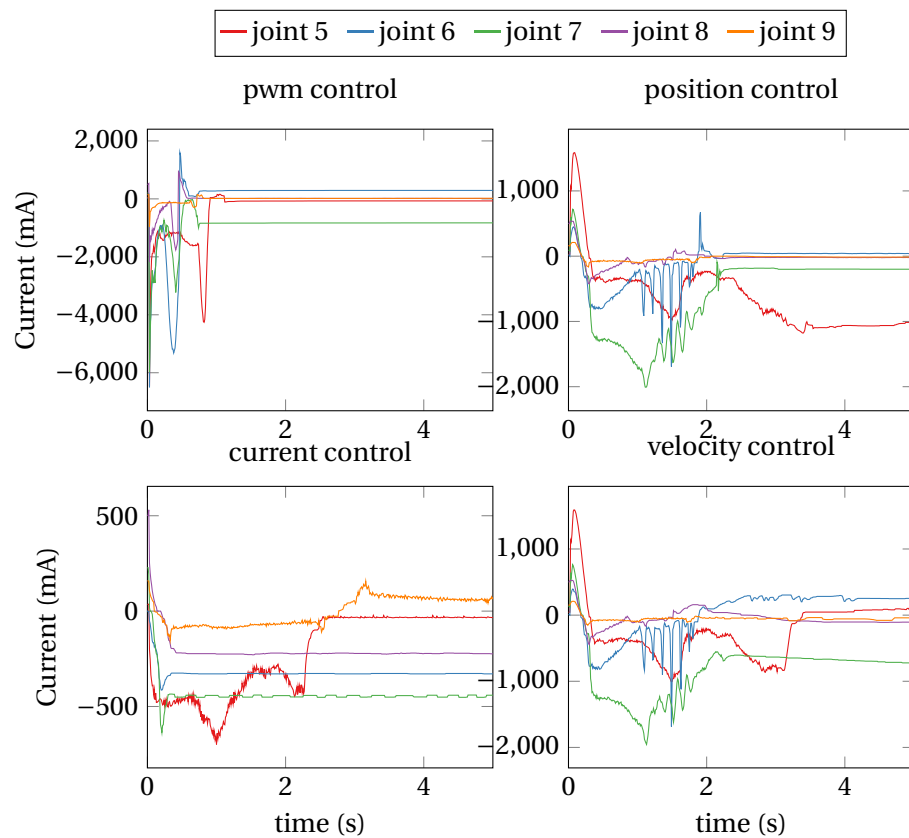 joint 5 joint 6 joint 7 joint 8 joint 9
pwm control position control
2,000
0
−2,000
−4,000
−6,000
Current (mA)
0 2 4
1,000
0
−1,000
−2,000
0 2 4
current control velocity control
500
0
−500
Current (mA)
0 2 4
time (s)
1,000
0
−1,000
−2,000
0 2 4
time (s)